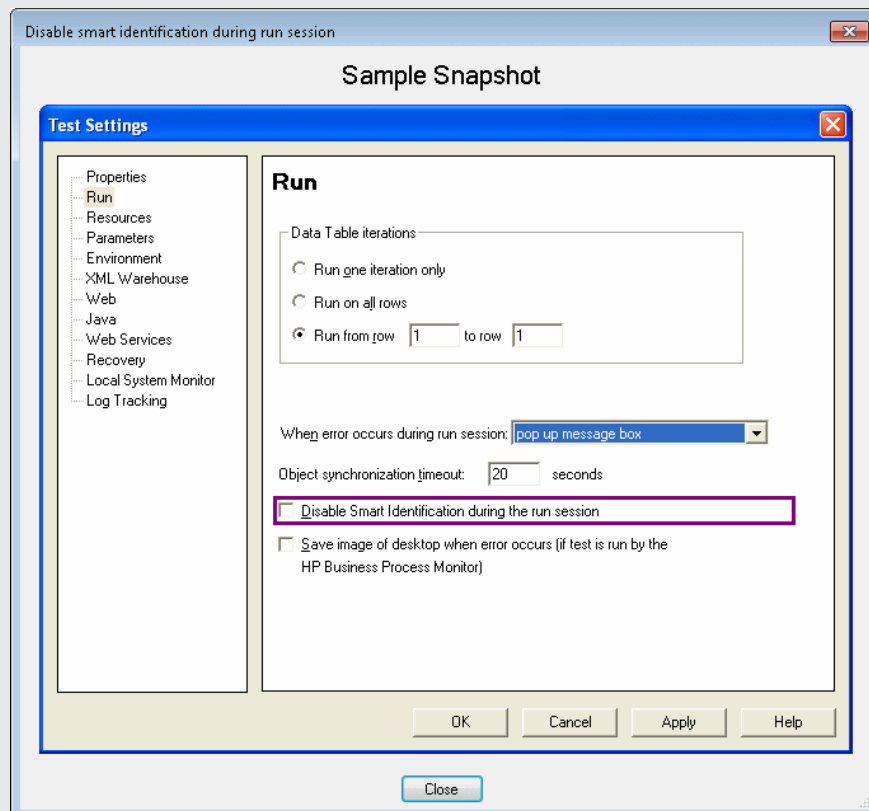 Disable smart identification during run session
Sample Snapshot
Test Settings
Properties
Run
Resources
Parameters
Environment
XML Warehouse
Web
Java
Web Services
Recovery
Local System Monitor
Log Tracking
Run
Data Table iterations
Run one iteration only
Run on all rows
Run from row 1 to row 1
When error occurs during run session: pop up message box
Object synchronization timeout: 20 seconds
Disable Smart Identification during the run session
Save image of desktop when error occurs (if test is run by the
HP Business Process Monitor)
OK Cancel Apply Help
Close